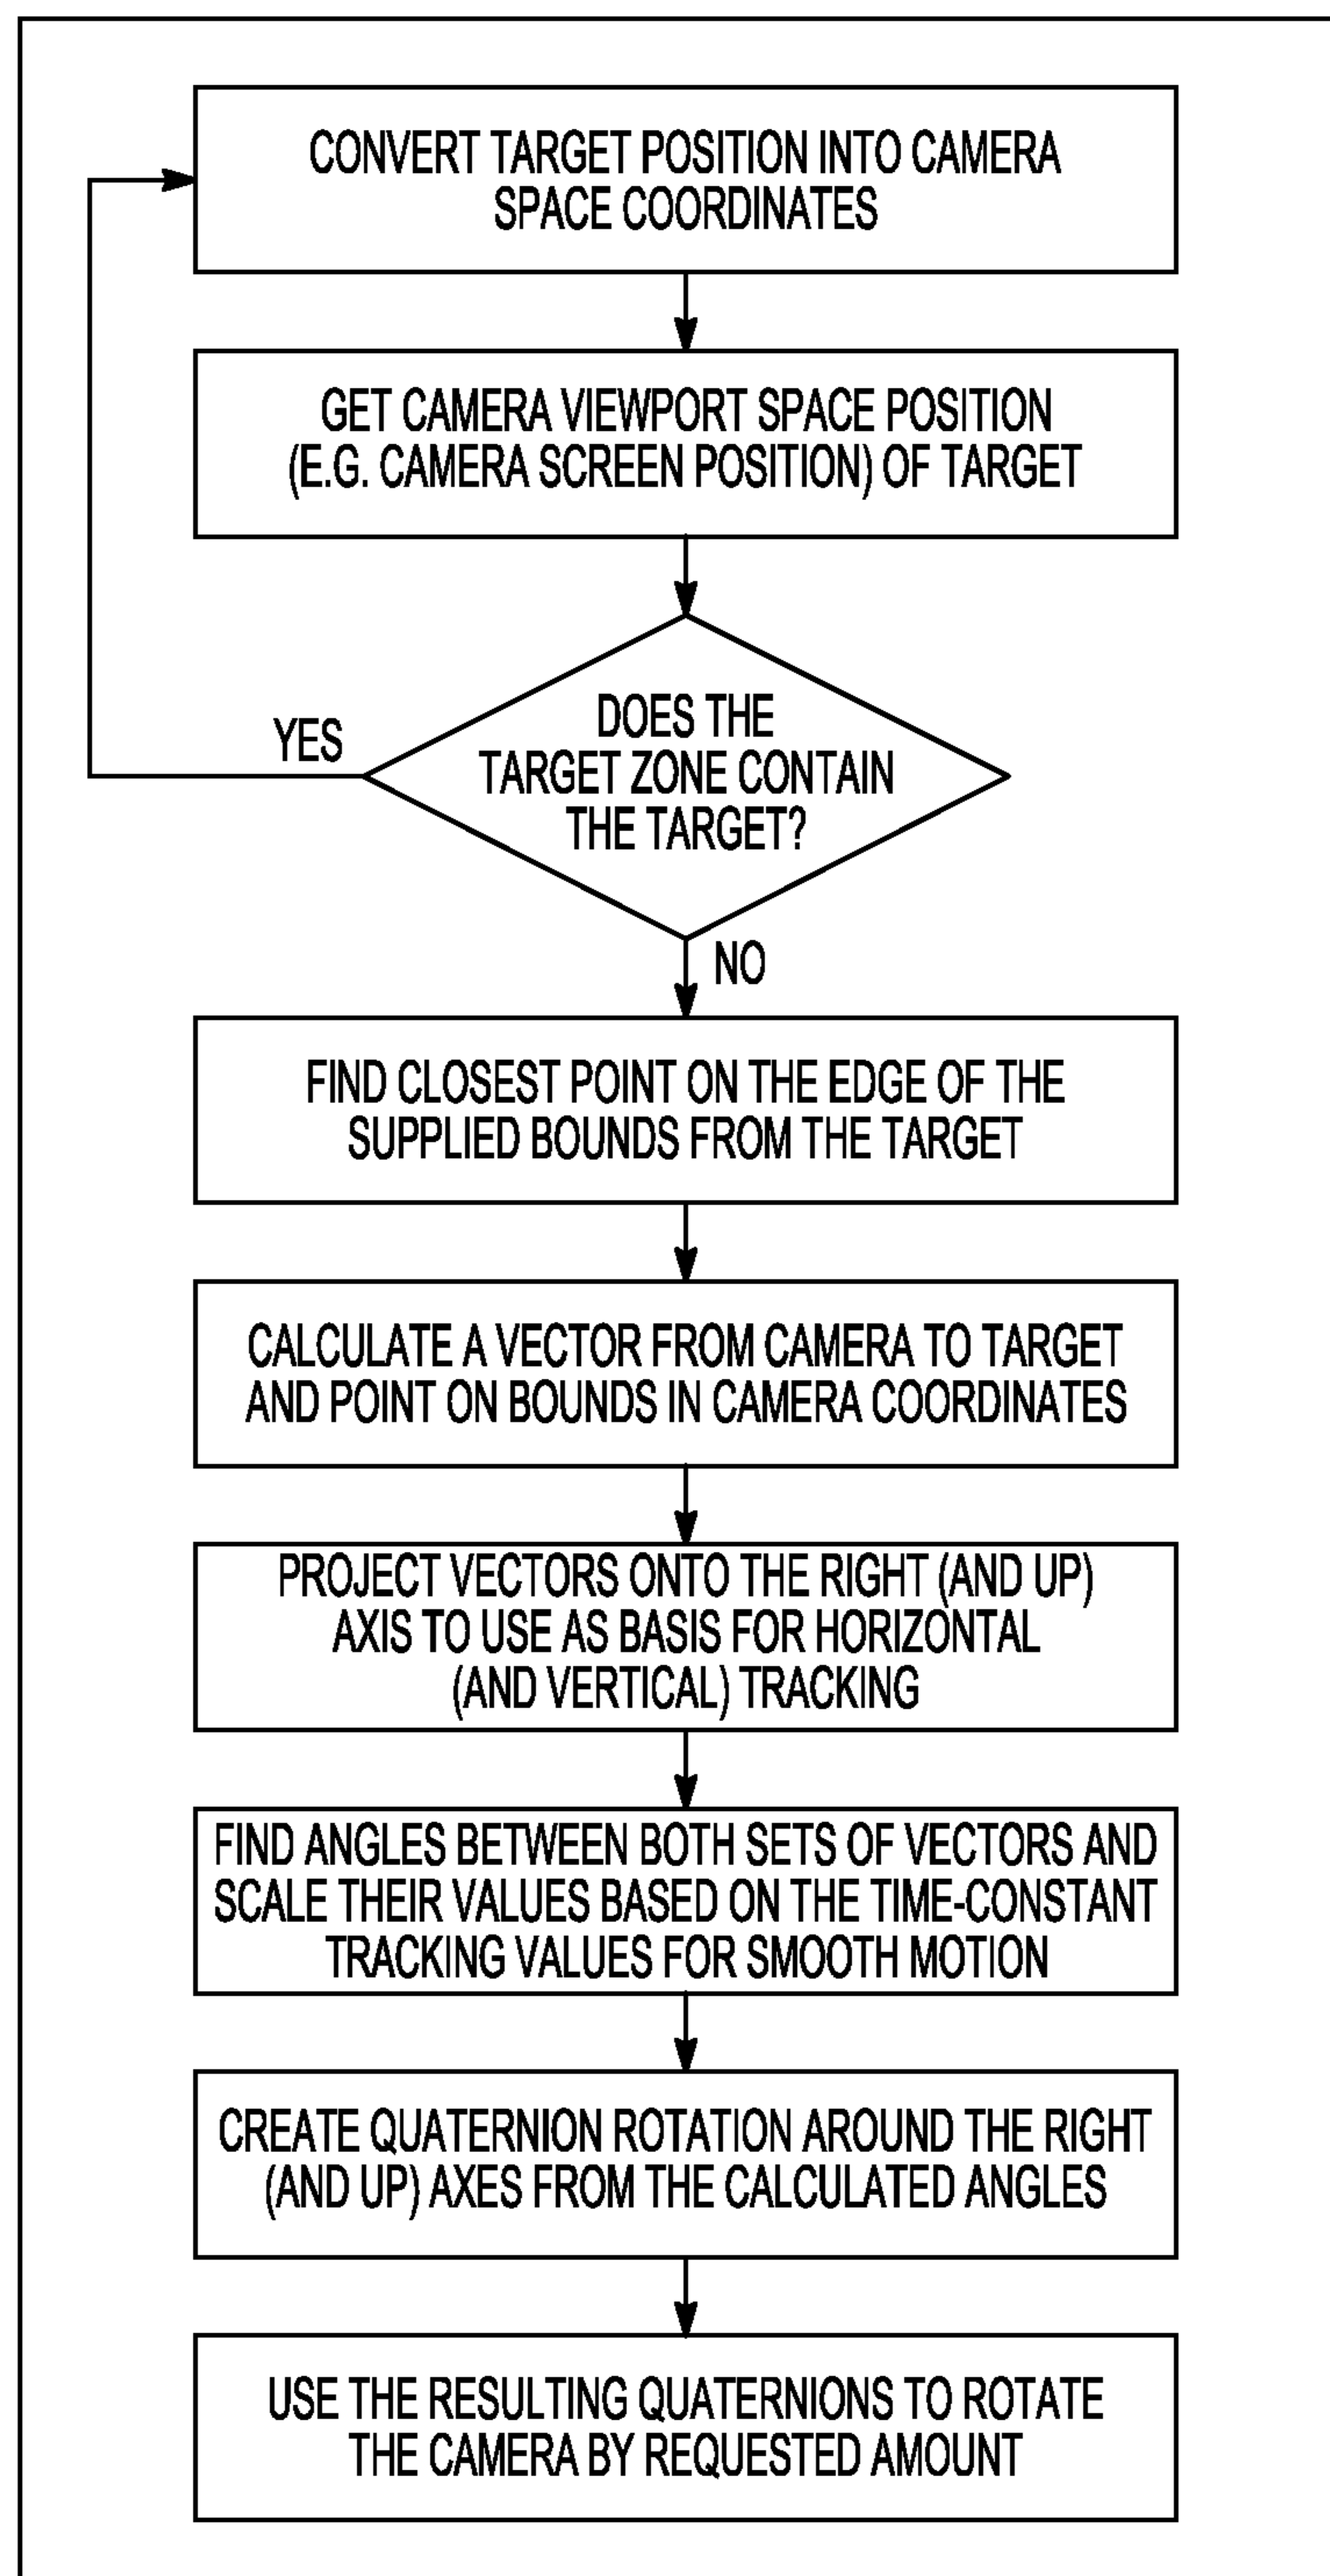 CONVERT TARGET POSITION INTO CAMERA
SPACE COORDINATES
GET CAMERA VIEWPORT SPACE POSITION
(E.G. CAMERA SCREEN POSITION) OF TARGET
DOES THE
TARGET ZONE CONTAIN
THE TARGET?
YES
NO
FIND CLOSEST POINT ON THE EDGE OF THE
SUPPLIED BOUNDS FROM THE TARGET
CALCULATE A VECTOR FROM CAMERA TO TARGET
AND POINT ON BOUNDS IN CAMERA COORDINATES
PROJECT VECTORS ONTO THE RIGHT (AND UP)
AXIS TO USE AS BASIS FOR HORIZONTAL
(AND VERTICAL) TRACKING
FIND ANGLES BETWEEN BOTH SETS OF VECTORS AND
SCALE THEIR VALUES BASED ON THE TIME-CONSTANT
TRACKING VALUES FOR SMOOTH MOTION
CREATE QUATERNION ROTATION AROUND THE RIGHT
(AND UP) AXES FROM THE CALCULATED ANGLES
USE THE RESULTING QUATERNIONS TO ROTATE
THE CAMERA BY REQUESTED AMOUNT